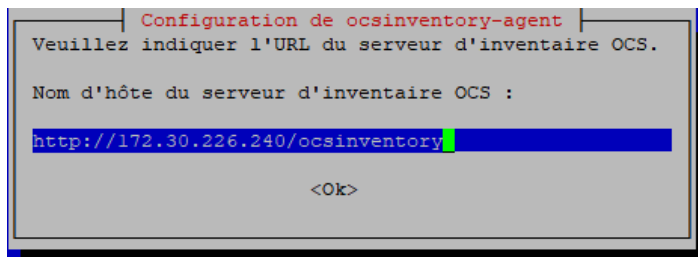 Configuration de ocsinventory-agent
Veuillez indiquer l'URL du serveur d'inventaire OCS.
Nom d'hôte du serveur d'inventaire OCS :
http://172.30.226.240/ocsinventory
<Ok>